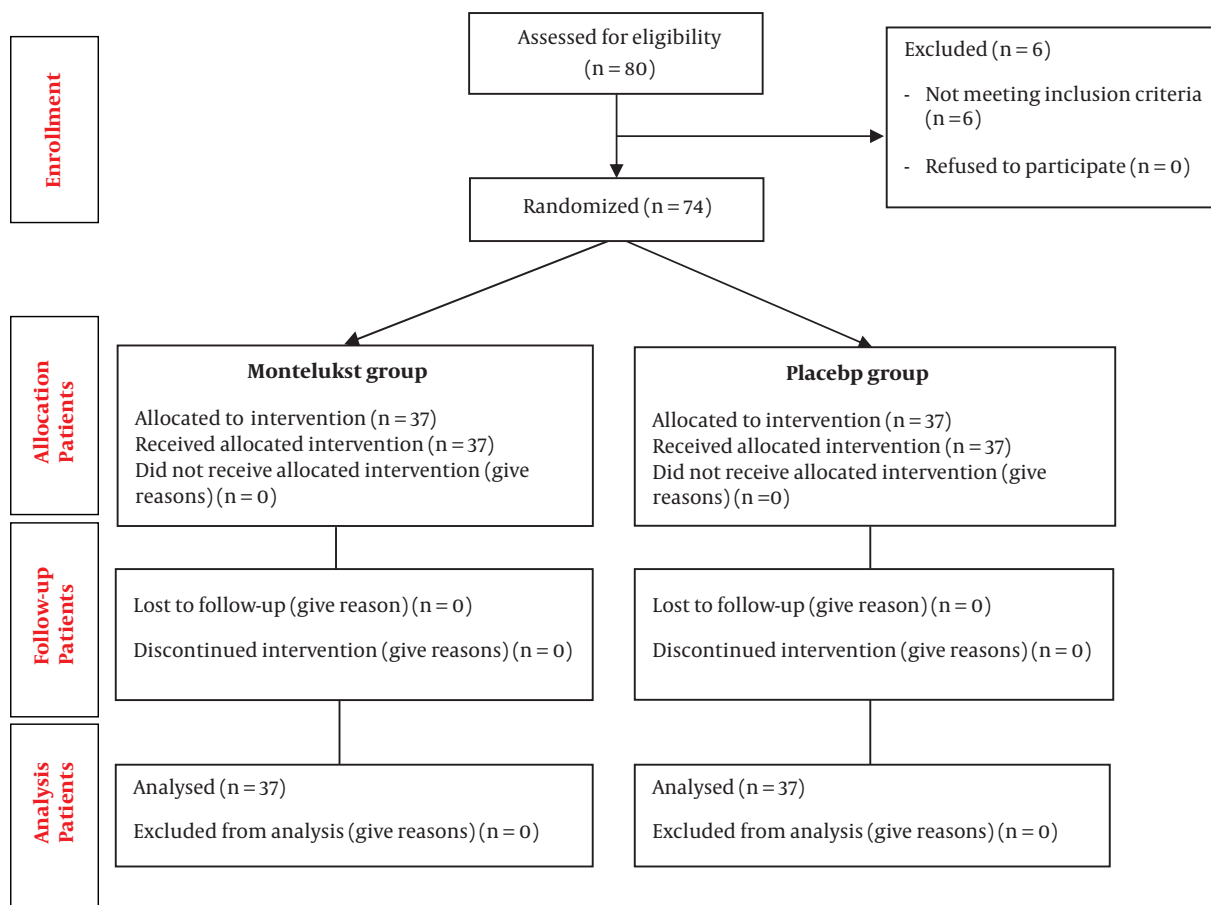 Enrollment
Assessed for eligibility
(n = 80)
Excluded (n = 6)
- Not meeting inclusion criteria
(n =6)
- Refused to participate (n = 0)
Randomized (n = 74)
Allocation
Patients
Montelukst group
Allocated to intervention (n = 37)
Received allocated intervention (n = 37)
Did not receive allocated intervention (give
reasons) (n = 0)
Placebp group
Allocated to intervention (n = 37)
Received allocated intervention (n = 37)
Did not receive allocated intervention (give
reasons) (n =0)
Follow-up
Patients
Lost to follow-up (give reason) (n = 0)
Discontinued intervention (give reasons) (n = 0)
Lost to follow-up (give reason) (n = 0)
Discontinued intervention (give reasons) (n = 0)
Analysis
Patients
Analysed (n = 37)
Excluded from analysis (give reasons) (n = 0)
Analysed (n = 37)
Excluded from analysis (give reasons) (n = 0)